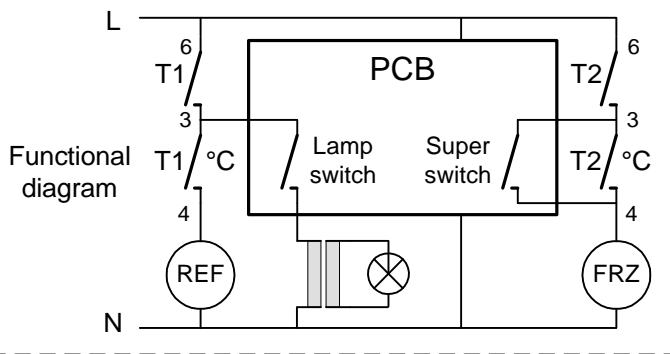 L
6
6
T1
PCB
T2
3
3
Functional
diagram
T1 °C
Lamp
switch
Super
switch
T2 °C
4
4
REF
FRZ
N